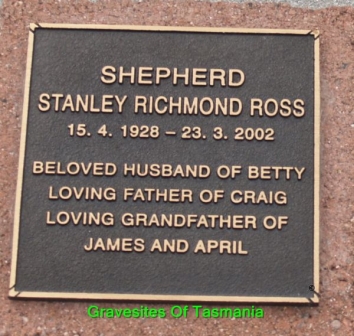 SHEPHERD
STANLEY RICHMOND ROSS
15. 4. 1928 – 23. 3. 2002
BELOVED HUSBAND OF BETTY
LOVING FATHER OF CRAIG
LOVING GRANDFATHER OF
JAMES AND APRIL
Gravesites Of Tasmania